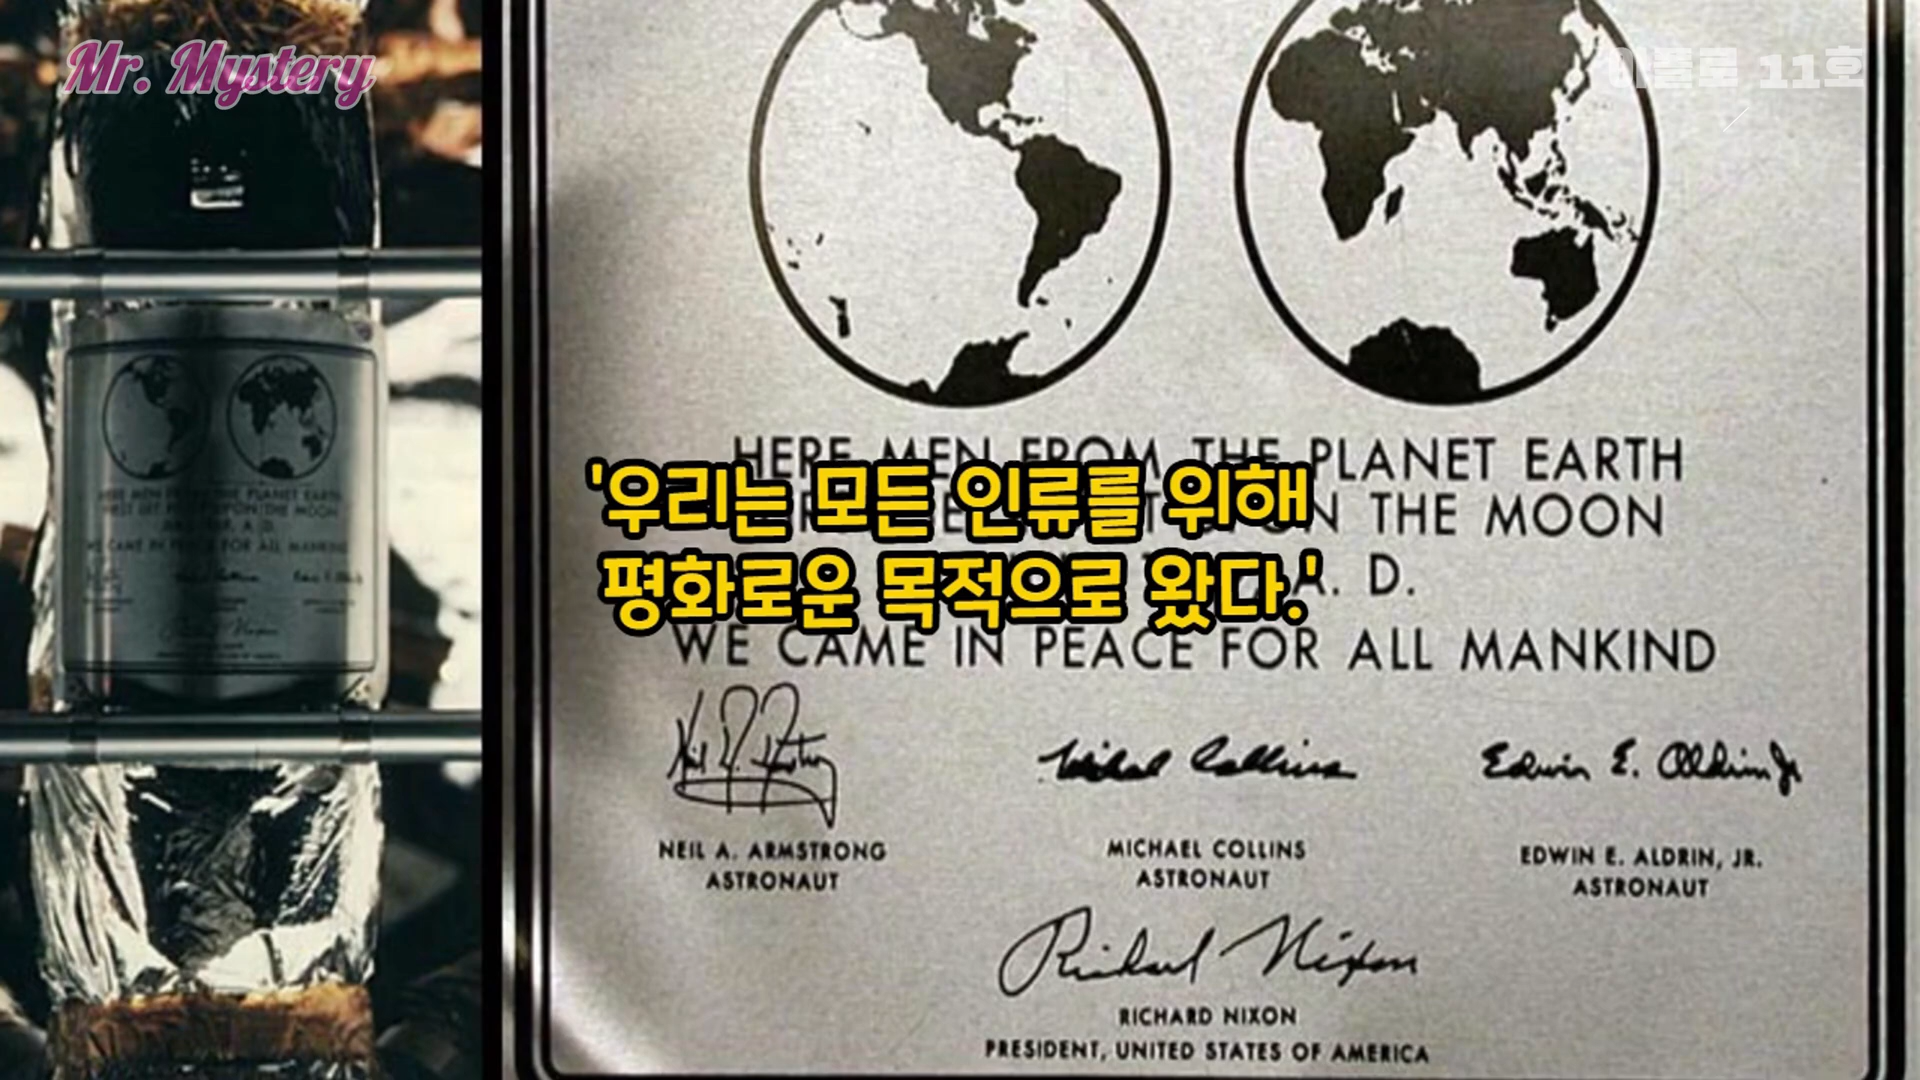 Mr. Mystery
아폴로 11호
HERE MEN FROM THE PLANET EARTH
'우리는 모든 인류를 위해
ON THE MOON
평화로운 목적으로 왔다.'
A. D.
WE CAME IN PEACE FOR ALL MANKIND
Neil A. Armstrong
Michael Collins
Edwin E. Aldrin Jr
NEIL A. ARMSTRONG
ASTRONAUT
MICHAEL COLLINS
ASTRONAUT
EDWIN E. ALDRIN, JR.
ASTRONAUT
Richard Nixon
RICHARD NIXON
PRESIDENT, UNITED STATES OF AMERICA